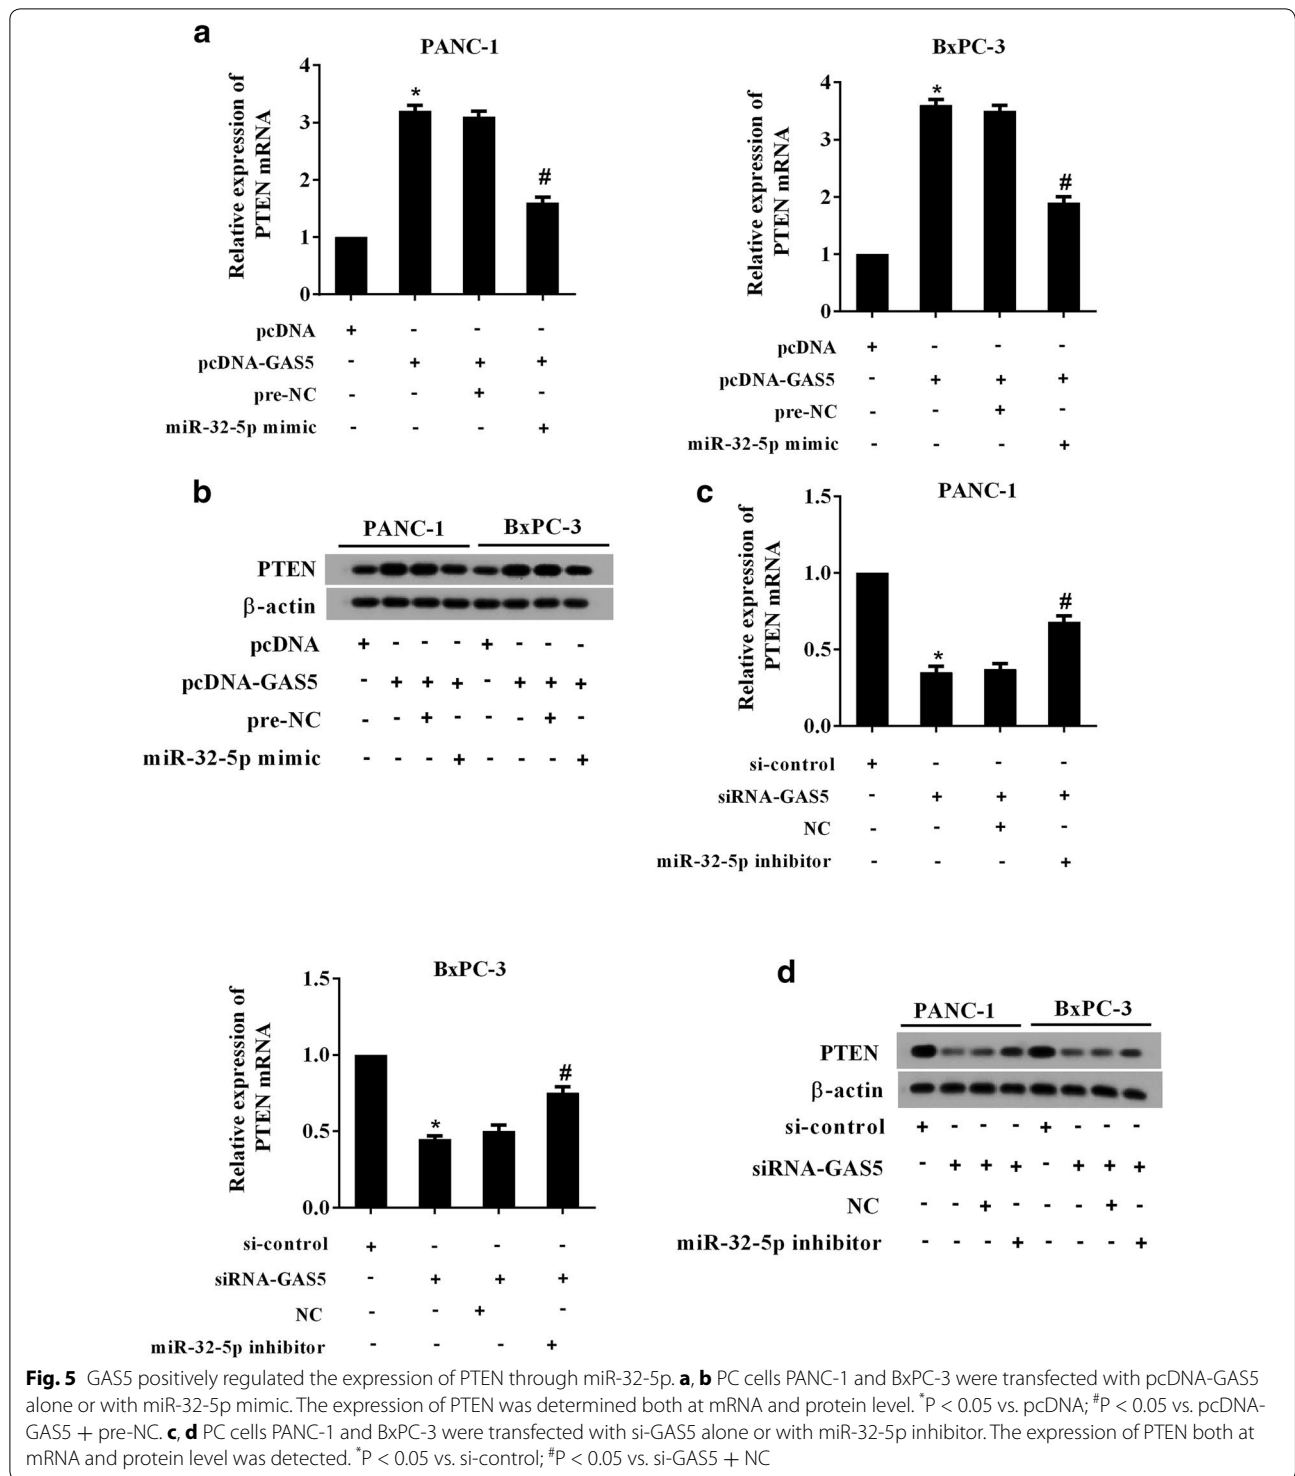 a
PANC-1
Relative expression of
PTEN mRNA
4
3
2
1
0
*
#
pcDNA + - - -
pcDNA-GAS5 - + + +
pre-NC - - + -
miR-32-5p mimic - - - +
BxPC-3
Relative expression of
PTEN mRNA
4
3
2
1
0
*
#
pcDNA + - - -
pcDNA-GAS5 - + + +
pre-NC - - + -
miR-32-5p mimic - - - +
b
PANC-1 BxPC-3
PTEN
β-actin
pcDNA + - - - + - - -
pcDNA-GAS5 - + + + - + + +
pre-NC - - + - - - + -
miR-32-5p mimic - - - + - - - +
c
PANC-1
Relative expression of
PTEN mRNA
1.5
1.0
0.5
0.0
*
#
si-control + - - -
siRNA-GAS5 - + + +
NC - - + -
miR-32-5p inhibitor - - - +
BxPC-3
Relative expression of
PTEN mRNA
1.5
1.0
0.5
0.0
*
#
si-control + - - -
siRNA-GAS5 - + + +
NC - - + -
miR-32-5p inhibitor - - - +
d
PANC-1 BxPC-3
PTEN
β-actin
si-control + - - - + - - -
siRNA-GAS5 - + + + - + + +
NC - - + - - - + -
miR-32-5p inhibitor - - - + - - - +
Fig. 5 GAS5 positively regulated the expression of PTEN through miR-32-5p. a, b PC cells PANC-1 and BxPC-3 were transfected with pcDNA-GAS5
alone or with miR-32-5p mimic. The expression of PTEN was determined both at mRNA and protein level. *P < 0.05 vs. pcDNA; #P < 0.05 vs. pcDNA-
GAS5 + pre-NC. c, d PC cells PANC-1 and BxPC-3 were transfected with si-GAS5 alone or with miR-32-5p inhibitor. The expression of PTEN both at
mRNA and protein level was detected. *P < 0.05 vs. si-control; #P < 0.05 vs. si-GAS5 + NC